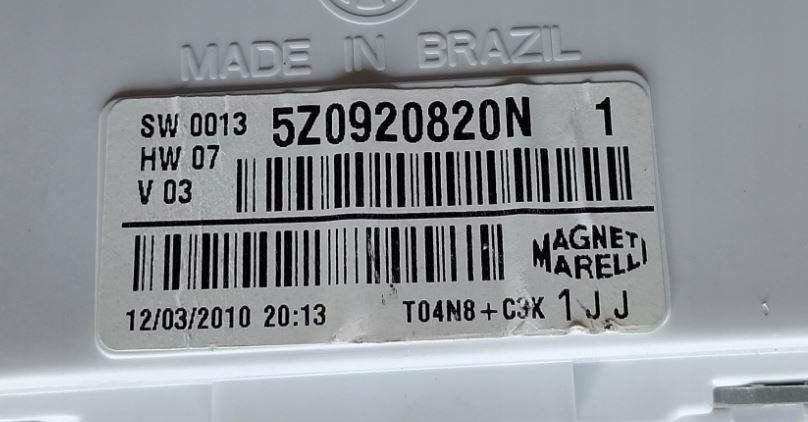 MADE IN BRAZIL
SW 0013 5Z0920820N 1
HW 07
V 03
MAGNETI
MARELLI
12/03/2010 20:13 T04N8+C3K 1JJ